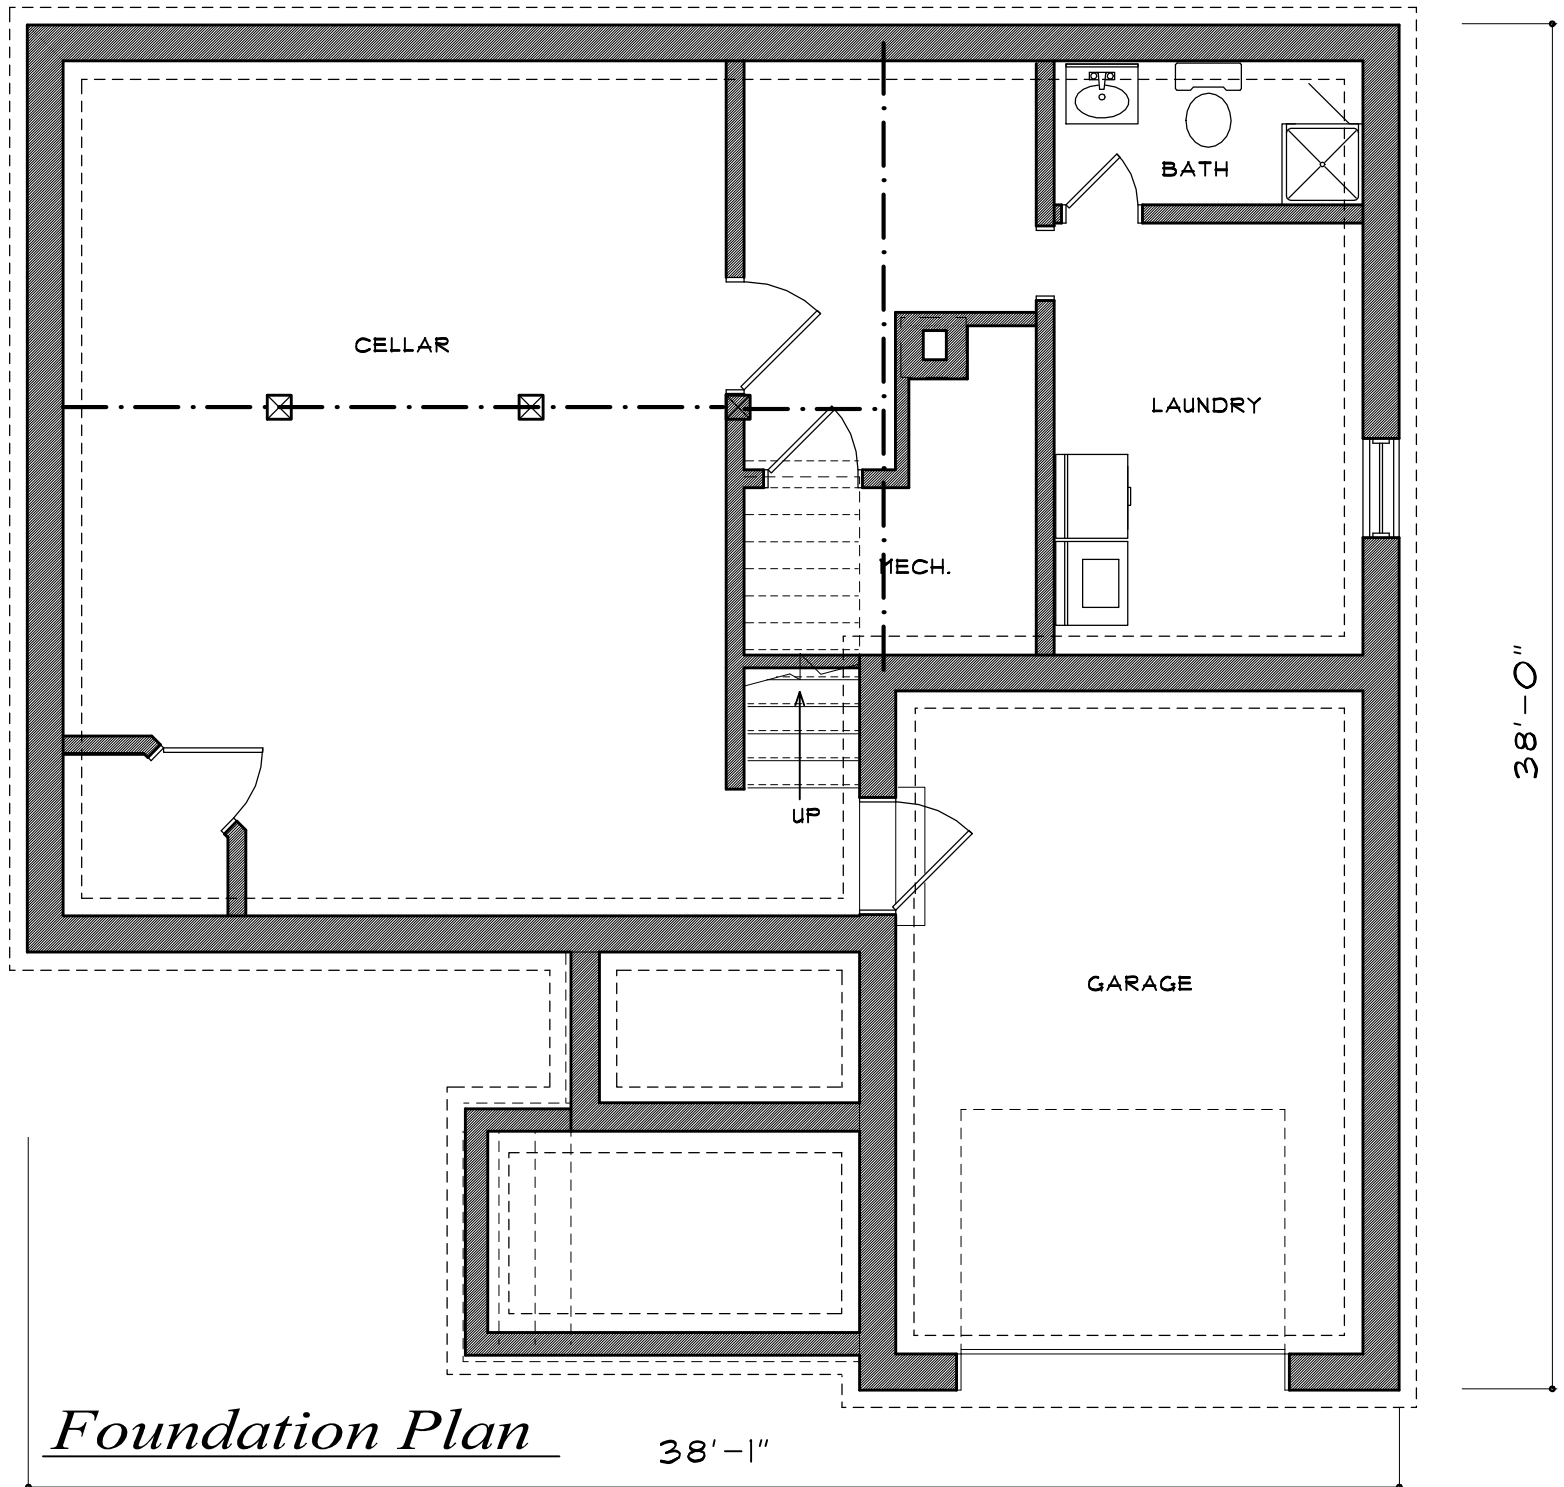 BATH
CELLAR
LAUNDRY
MECH.
UP
38'-0"
GARAGE
Foundation Plan
38'-1"